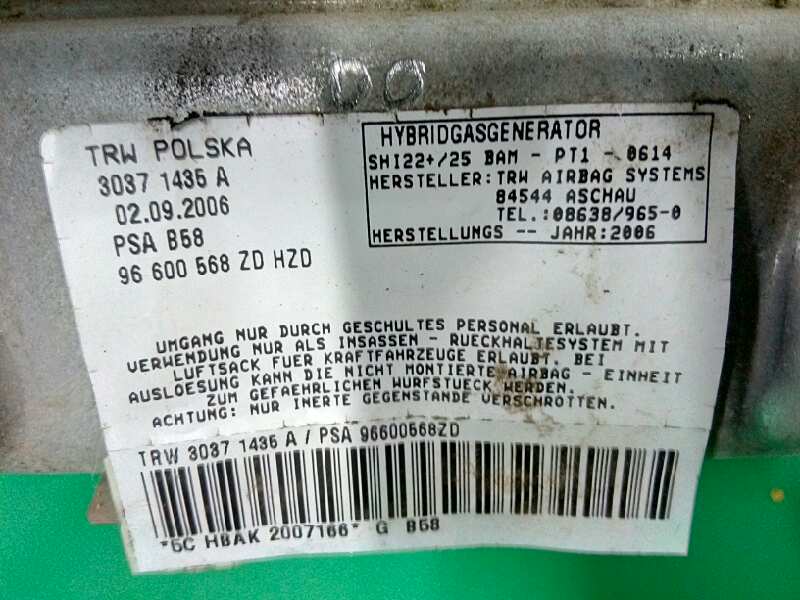 DO
TRW POLSKA
3037 1435 A
02.09.2006
PSA B58
96 600 568 ZD HZD
HYBRIDGASGENERATOR
SHI22+/25 BAM - PT1 - 0614
HERSTELLER: TRW AIRBAG SYSTEMS
84544 ASCHAU
TEL.:08638/965-0
HERSTELLUNGS -- JAHR:2006
UMGANG NUR DURCH GESCHULTES PERSONAL ERLAUBT.
VERWENDUNG NUR ALS INSASSEN - RUECKHALTESYSTEM MIT
LUFTSACK FUER KRAFTFAHRZEUGE ERLAUBT. BEI
AUSLOESUNG KANN DIE NICHT MONTIERTE AIRBAG - EINHEIT
ZUM GEFAEHRLICHEN WURFSTUECK WERDEN.
ACHTUNG: NUR INERTE GEGENSTANDE VERSCHROTTEN.
TRW 3037 1435 A / PSA 96600568ZD
*5C HBAK 2007166* G B58